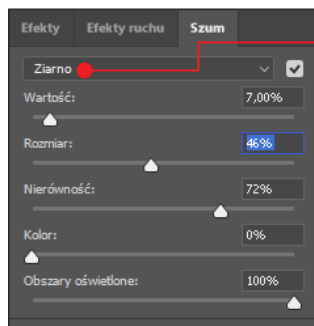 Efekty Efekty ruchu Szum
Ziarno
Wartość: 7,00%
Rozmiar: 46%
Nierówność: 72%
Kolor: 0%
Obszary oświetlone: 100%